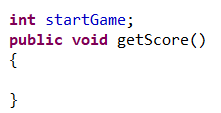 int startGame;
public void getScore()
{
}